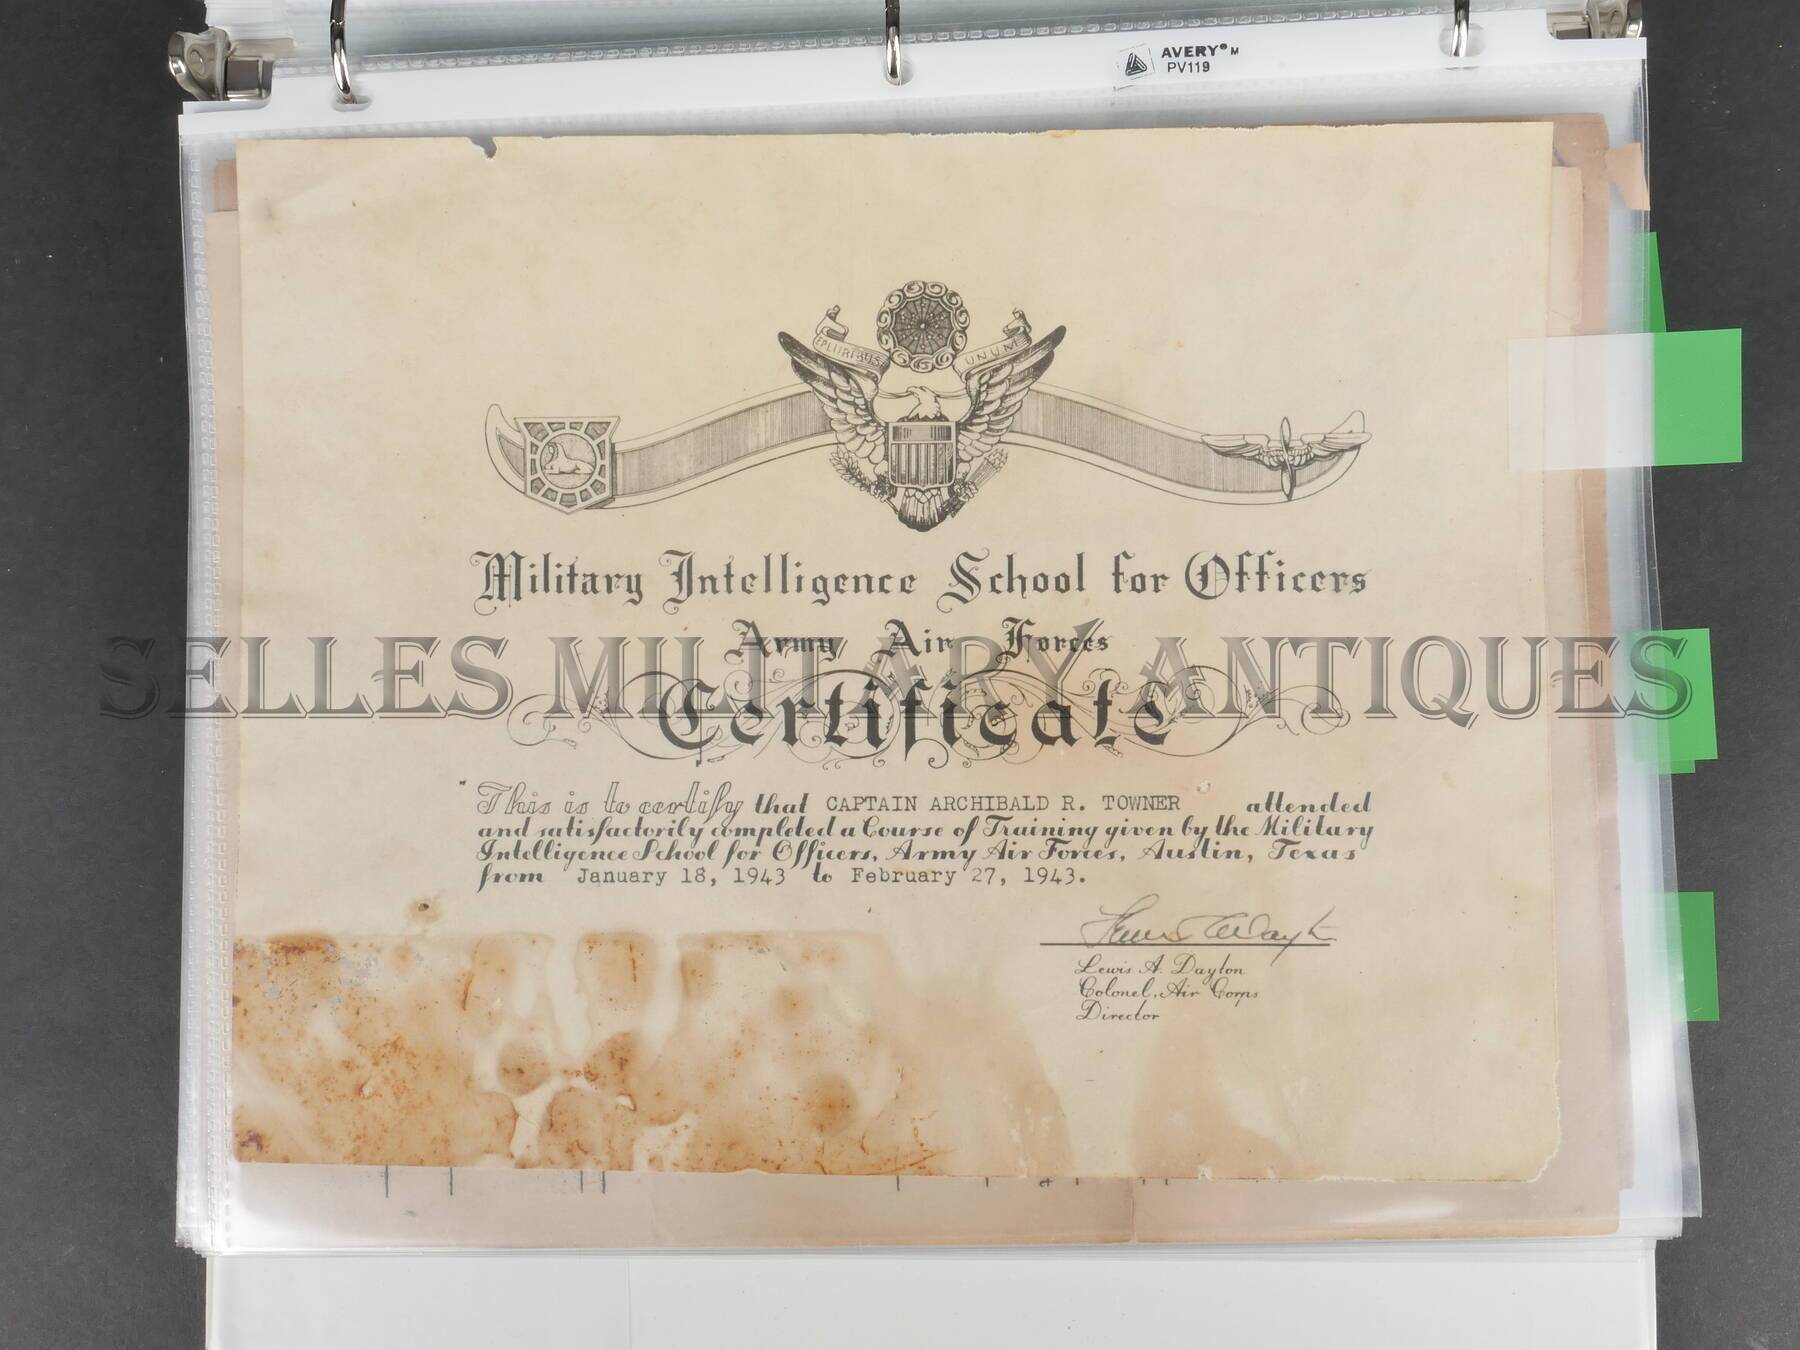 AVERY® M
PV119
E PLURIBUS UNUM
Military Intelligence School for Officers
Army Air Forces
SELLES MILITARY ANTIQUES
Certificate
This is to certify that CAPTAIN ARCHIBALD R. TOWNER attended
and satisfactorily completed a Course of Training given by the Military
Intelligence School for Officers, Army Air Forces, Austin, Texas
from January 18, 1943 to February 27, 1943.
Lewis A. Dayton
Lewis A. Dayton
Colonel, Air Corps
Director